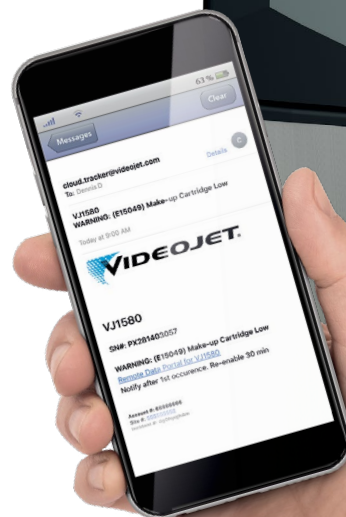 63 %
Messages
Clear
cloud.tracker@videojet.com
To: Dennis D
Details
C
VJ1580
WARNING: (E15049) Make-up Cartridge Low
Today at 9:00 AM
VIDEOJET.
VJ1580
SN#: PX281403057
WARNING: (E15049) Make-up Cartridge Low
Remote Data Portal for VJ1580
Notify after 1st occurence. Re-enable 30 min